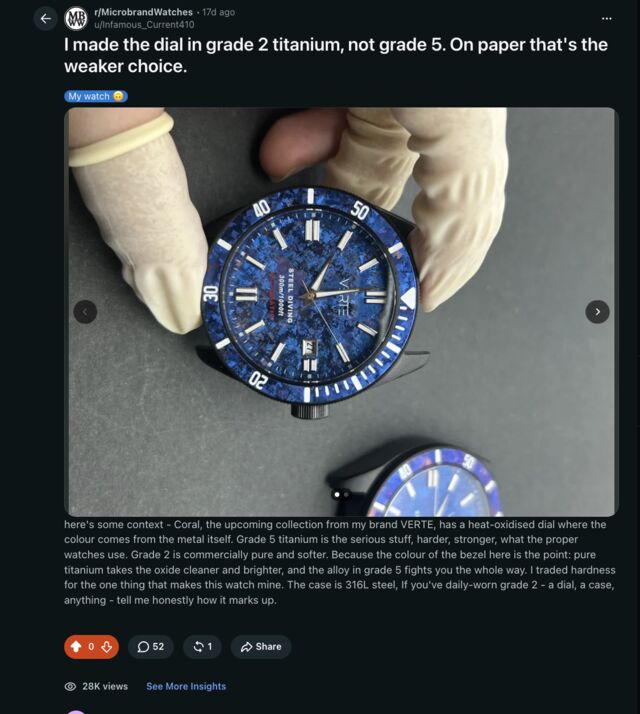 r/MicrobrandWatches • 17d ago
u/Infamous_Current410
I made the dial in grade 2 titanium, not grade 5. On paper that's the
weaker choice.
My watch
40
50
30
20
VERTE
STEEL DIVING
300m/1000ft
40
50
here's some context - Coral, the upcoming collection from my brand VERTE, has a heat-oxidised dial where the
colour comes from the metal itself. Grade 5 titanium is the serious stuff, harder, stronger, what the proper
watches use. Grade 2 is commercially pure and softer. Because the colour of the bezel here is the point: pure
titanium takes the oxide cleaner and brighter, and the alloy in grade 5 fights you the whole way. I traded hardness
for the one thing that makes this watch mine. The case is 316L steel, If you've daily-worn grade 2 - a dial, a case,
anything - tell me honestly how it marks up.
0
52
1
Share
28K views
See More Insights